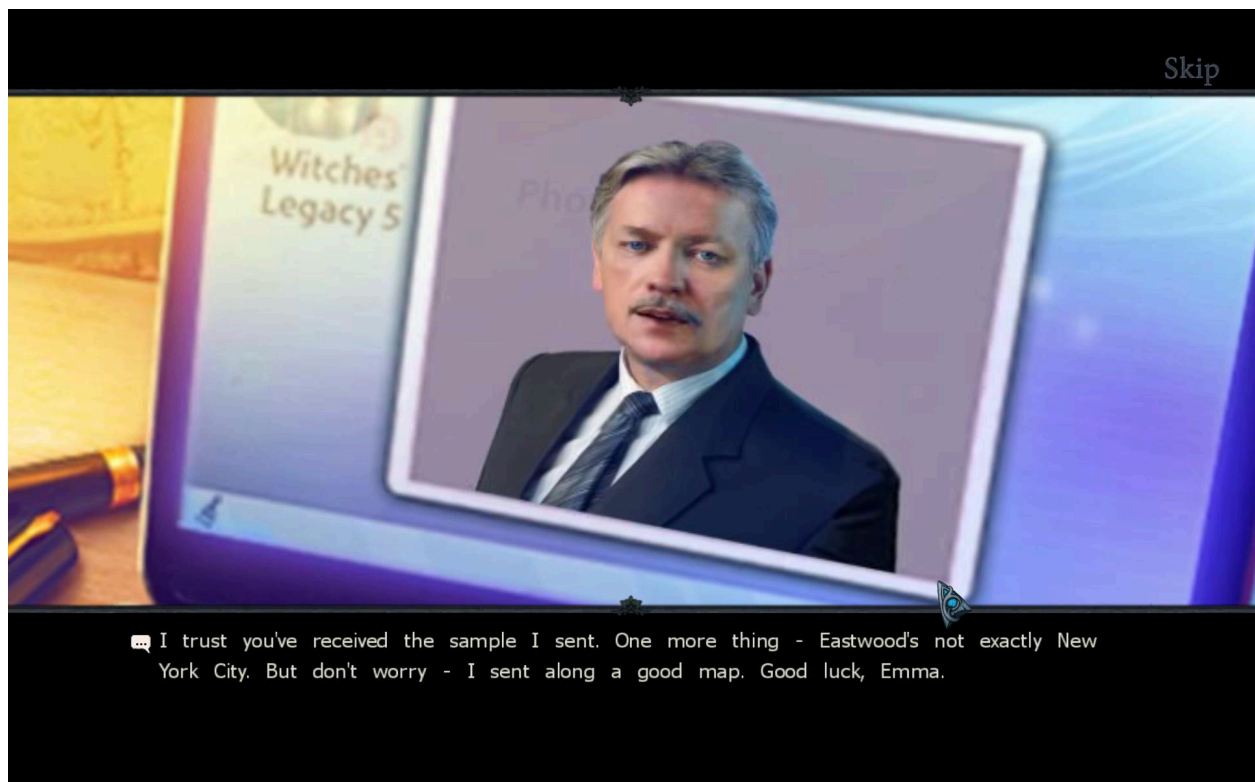 Skip
Witches'
Legacy 5
Pho
I trust you've received the sample I sent. One more thing - Eastwood's not exactly New
York City. But don't worry - I sent along a good map. Good luck, Emma.